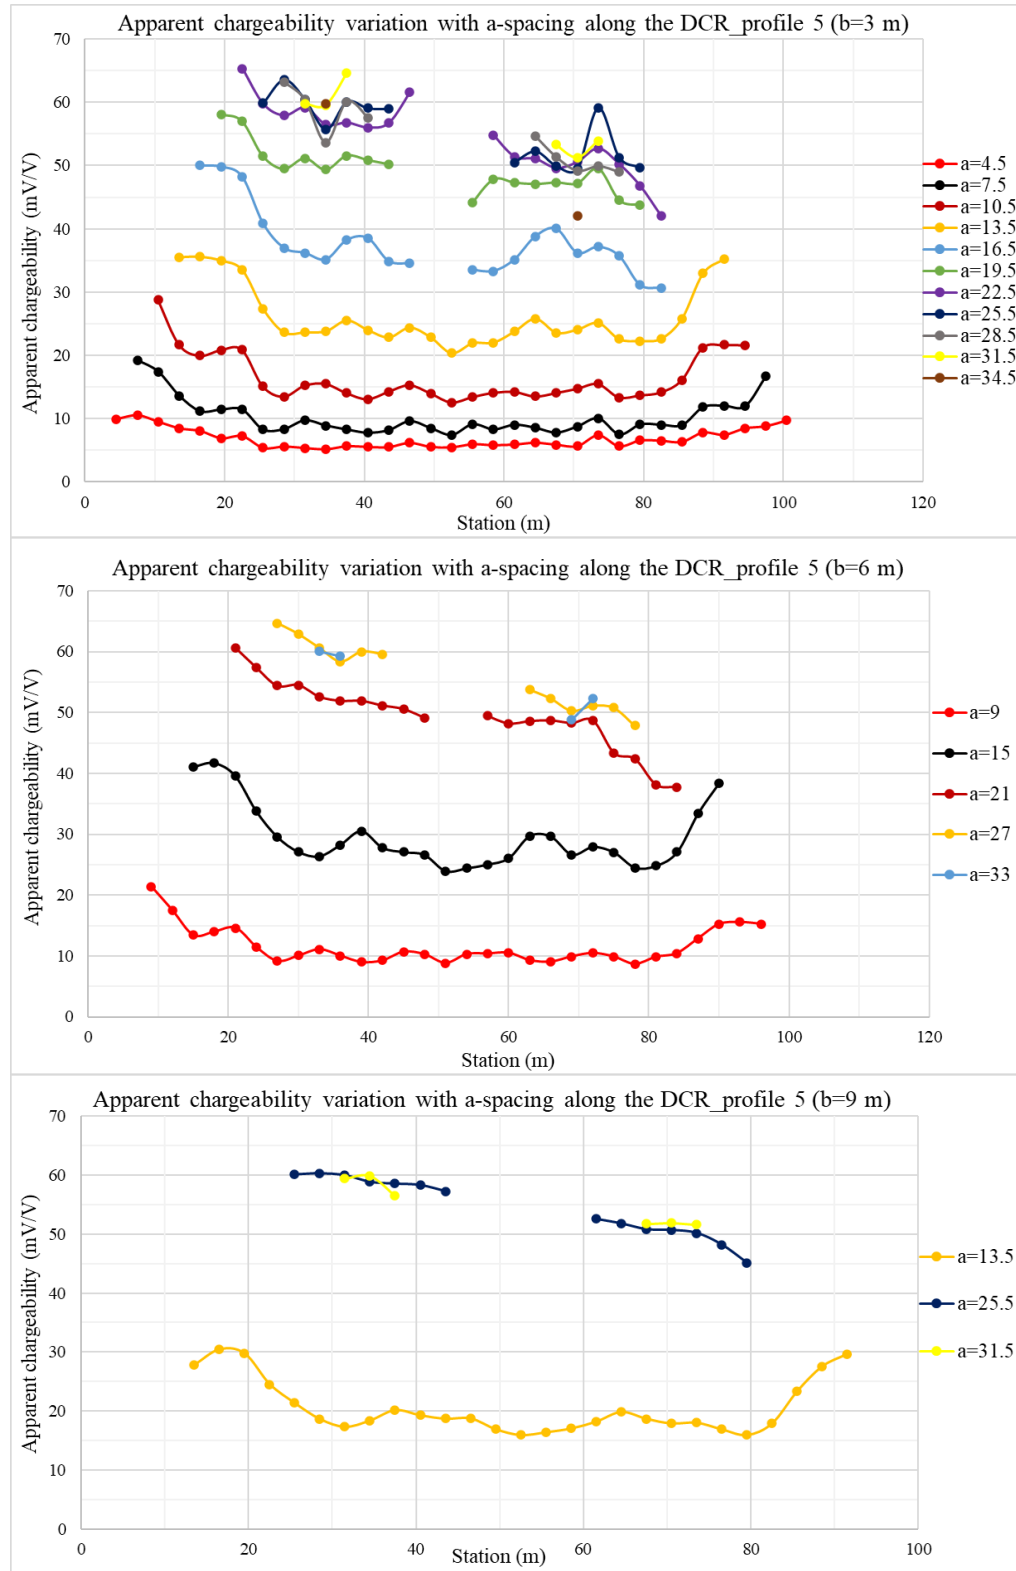 Apparent chargeability variation with a-spacing along the DCR_profile 5 (b=3 m)
Apparent chargeability (mV/V)
70
60
50
40
30
20
10
0
0 20 40 60 80 100 120
Station (m)
a=4.5
a=7.5
a=10.5
a=13.5
a=16.5
a=19.5
a=22.5
a=25.5
a=28.5
a=31.5
a=34.5
Apparent chargeability variation with a-spacing along the DCR_profile 5 (b=6 m)
Apparent chargeability (mV/V)
70
60
50
40
30
20
10
0
0 20 40 60 80 100 120
Station (m)
a=9
a=15
a=21
a=27
a=33
Apparent chargeability variation with a-spacing along the DCR_profile 5 (b=9 m)
Apparent chargeability (mV/V)
70
60
50
40
30
20
10
0
0 20 40 60 80 100
Station (m)
a=13.5
a=25.5
a=31.5